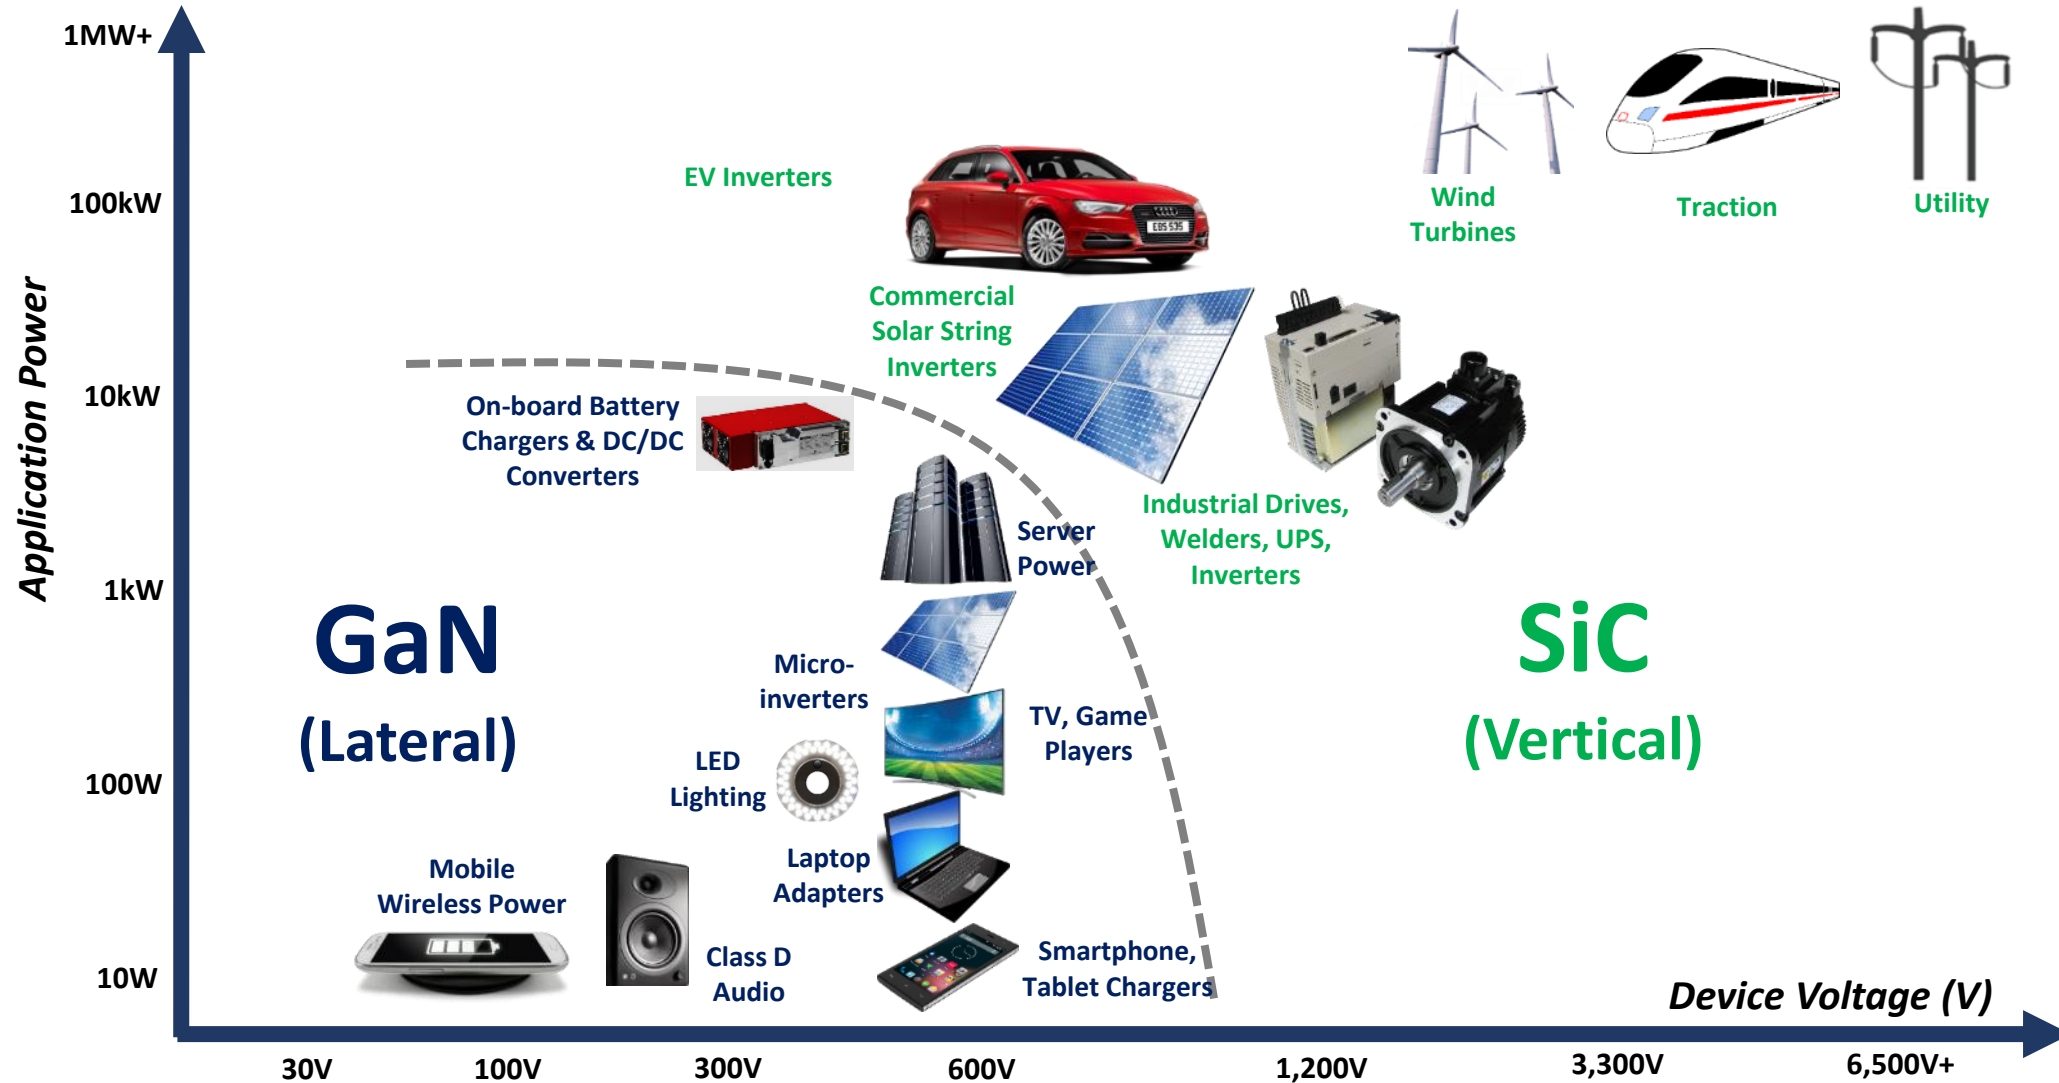 1MW+
100kW
10kW
1kW
100W
10W
Application Power
EV Inverters
EBS 535
Wind
Turbines
Traction
Utility
Commercial
Solar String
Inverters
On-board Battery
Chargers & DC/DC
Converters
Server
Power
Industrial Drives,
Welders, UPS,
Inverters
GaN
(Lateral)
SiC
(Vertical)
Micro-
inverters
TV, Game
Players
LED
Lighting
Laptop
Adapters
Mobile
Wireless Power
Class D
Audio
Smartphone,
Tablet Chargers
Device Voltage (V)
30V
100V
300V
600V
1,200V
3,300V
6,500V+